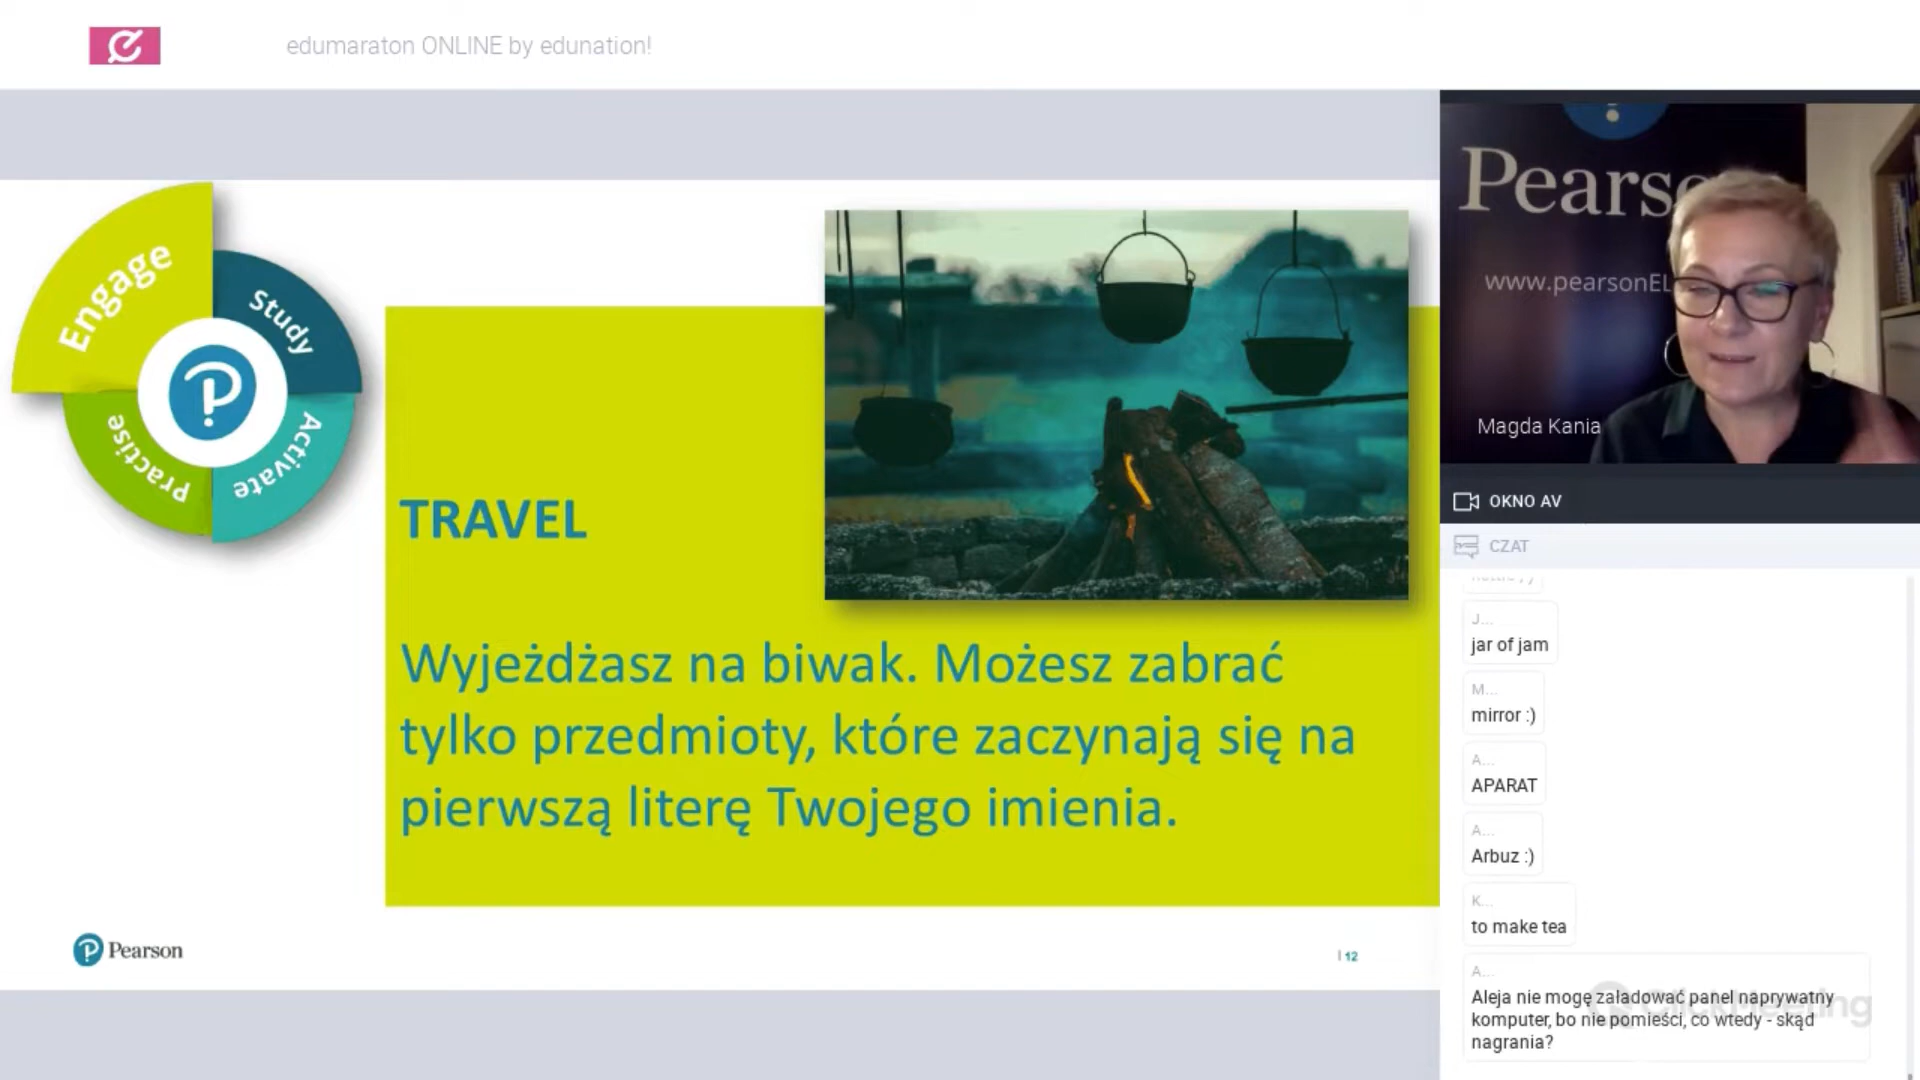 edumaraton ONLINE by edunation!
Engage
Study
Practise
Activate
TRAVEL
Wyjeżdżasz na biwak. Możesz zabrać
tylko przedmioty, które zaczynają się na
pierwszą literę Twojego imienia.
Pearson
| 12
www.pearsonEL
Magda Kania
OKNO AV
CZAT
J...
jar of jam
M...
mirror :)
A...
APARAT
A...
Arbuz :)
K...
to make tea
A...
Aleja nie mogę załadować panel naprywatny
komputer, bo nie pomieści, co wtedy - skąd
nagrania?
ClickMeeting